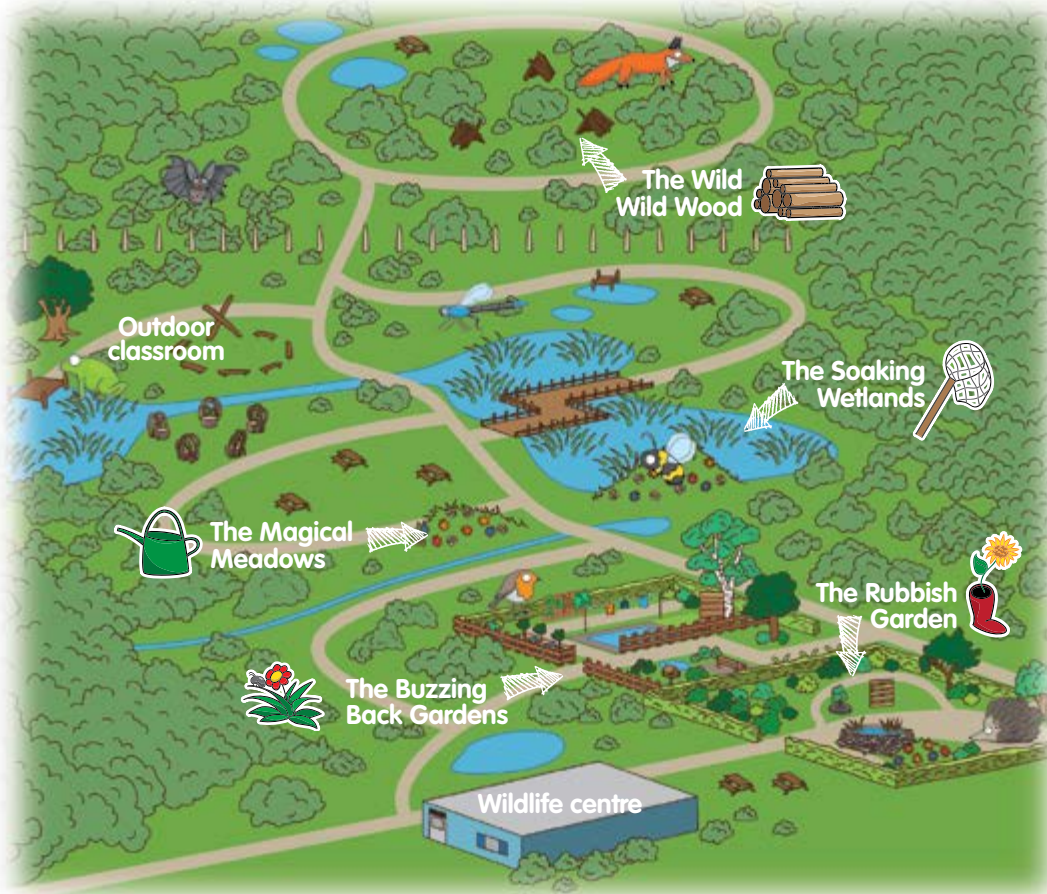 The Wild
Wild Wood
Outdoor
classroom
The Soaking
Wetlands
The Magical
Meadows
The Rubbish
Garden
The Buzzing
Back Gardens
Wildlife centre